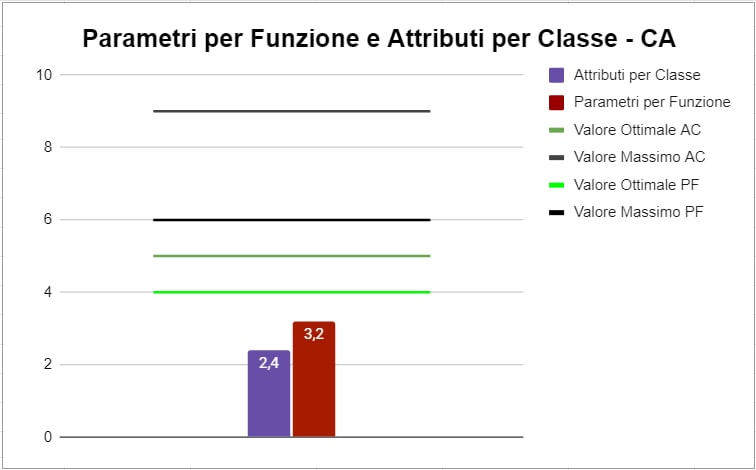 Parametri per Funzione e Attributi per Classe - CA
10
8
6
4
2
0
2,4
3,2
Attributi per Classe
Parametri per Funzione
Valore Ottimale AC
Valore Massimo AC
Valore Ottimale PF
Valore Massimo PF